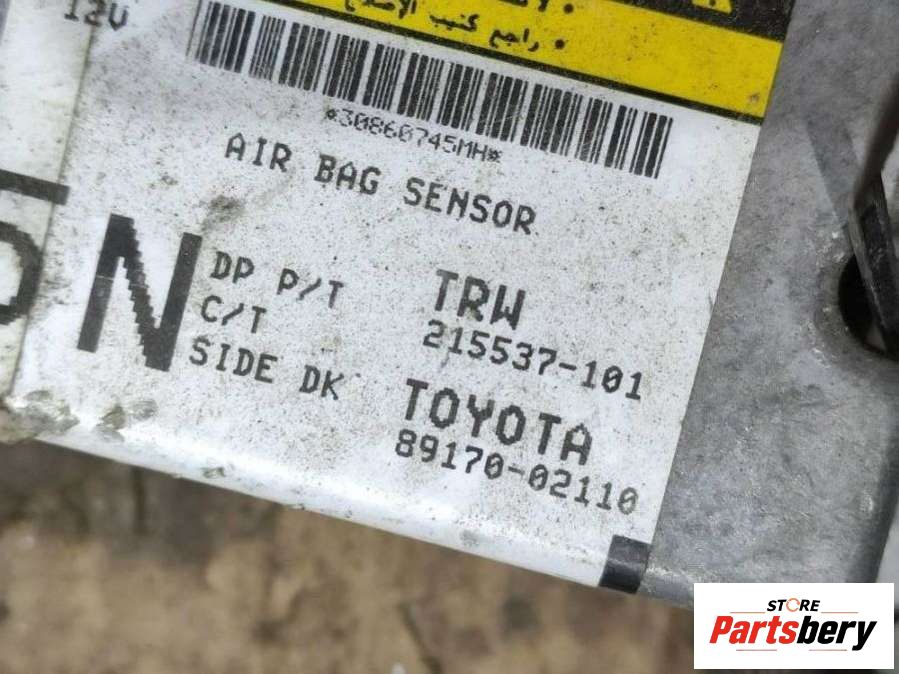 12V
• راجع كتيب الإصلاح
*30860745MH*
AIR BAG SENSOR
N
DP P/T
C/T
SIDE DK
TRW
215537-101
TOYOTA
89170-02110
STORE
Partsbery